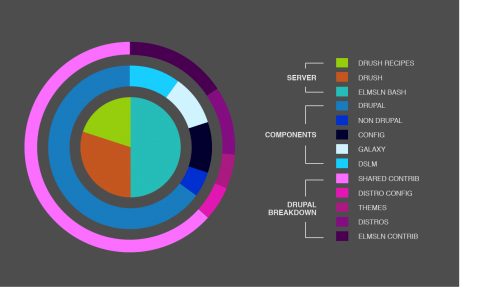 SERVER
DRUSH RECIPES
DRUSH
ELMSLN BASH
COMPONENTS
DRUPAL
NON DRUPAL
CONFIG
GALAXY
DSLM
DRUPAL
BREAKDOWN
SHARED CONTRIB
DISTRO CONFIG
THEMES
DISTROS
ELMSLN CONTRIB